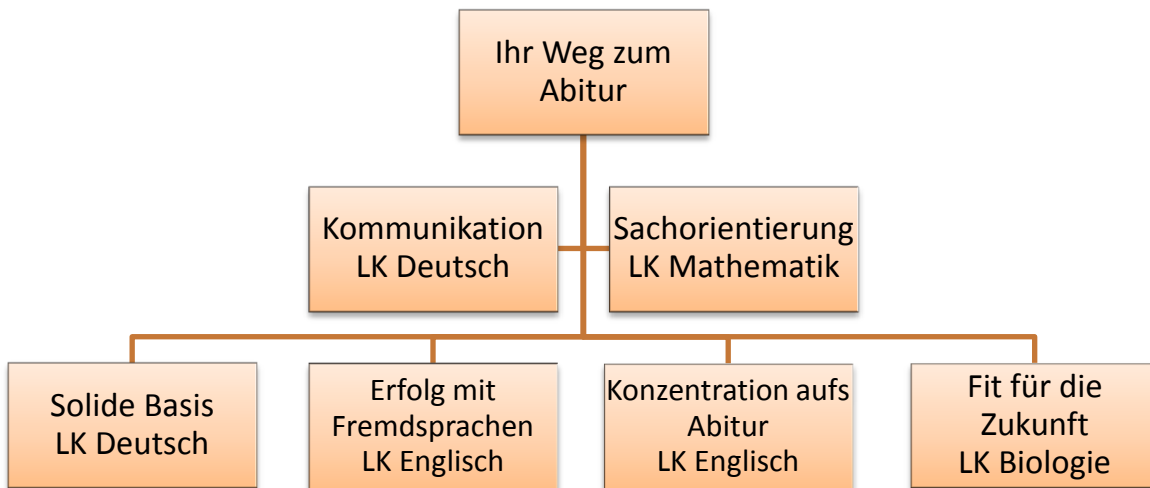 Ihr Weg zum
Abitur
Kommunikation
LK Deutsch
Sachorientierung
LK Mathematik
Solide Basis
LK Deutsch
Erfolg mit
Fremdsprachen
LK Englisch
Konzentration aufs
Abitur
LK Englisch
Fit für die
Zukunft
LK Biologie